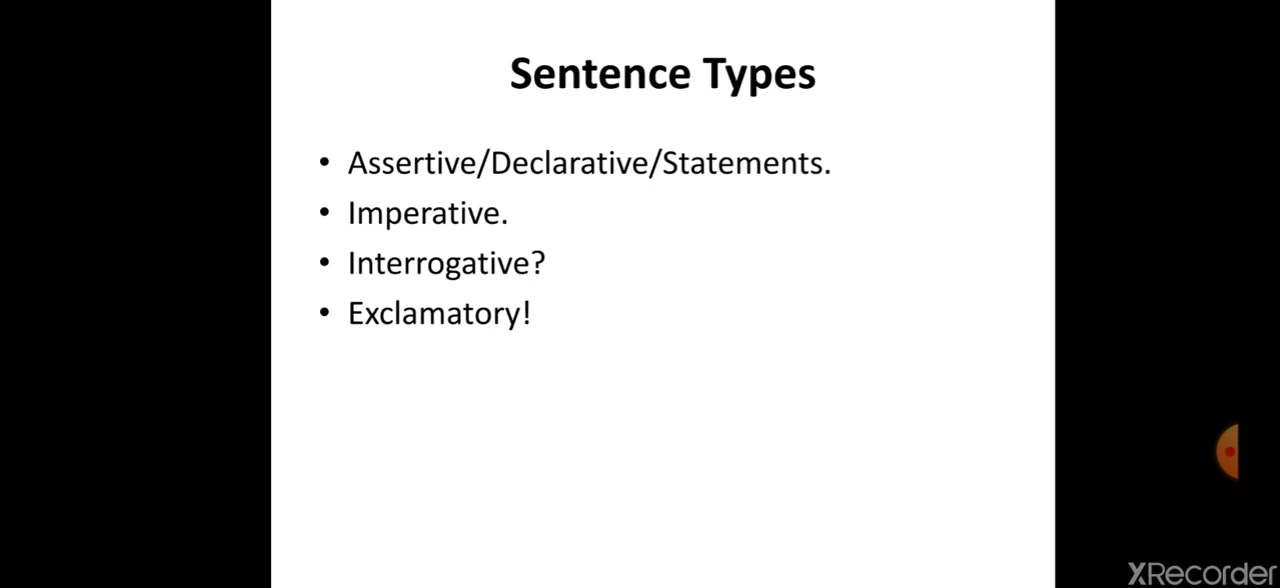 Sentence Types
• Assertive/Declarative/Statements.
• Imperative.
• Interrogative?
• Exclamatory!
XRecorder